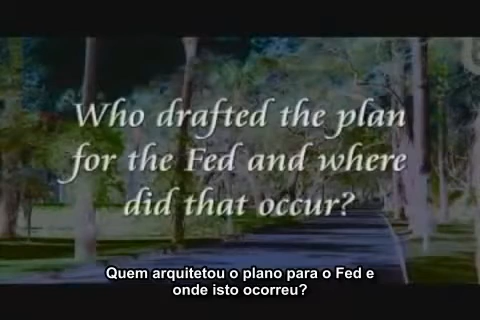 Who drafted the plan
for the Fed and where
did that occur?
Quem arquitetou o plano para o Fed e
onde isto ocorreu?